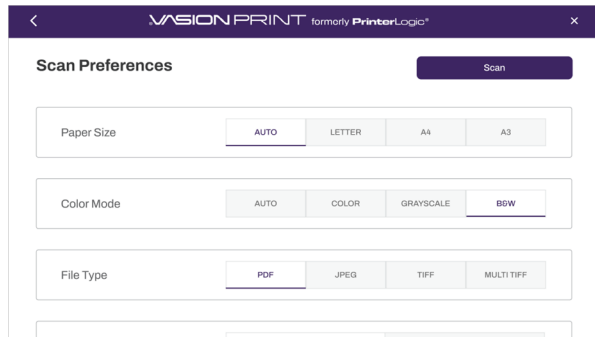 VASION PRINT formerly PrinterLogic®
Scan Preferences
Scan
Paper Size AUTO LETTER A4 A3
Color Mode AUTO COLOR GRAYSCALE B&W
File Type PDF JPEG TIFF MULTI TIFF